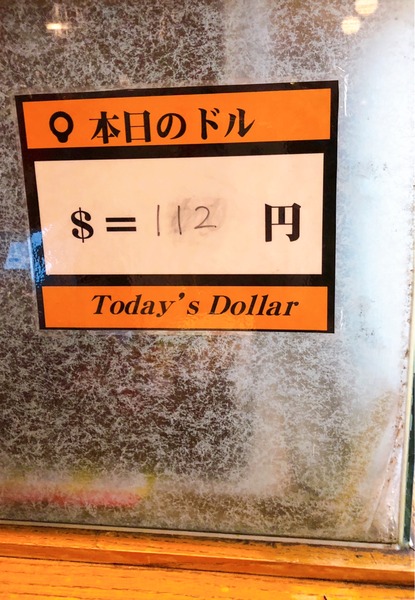 本日のドル
$ = 112 円
Today's Dollar